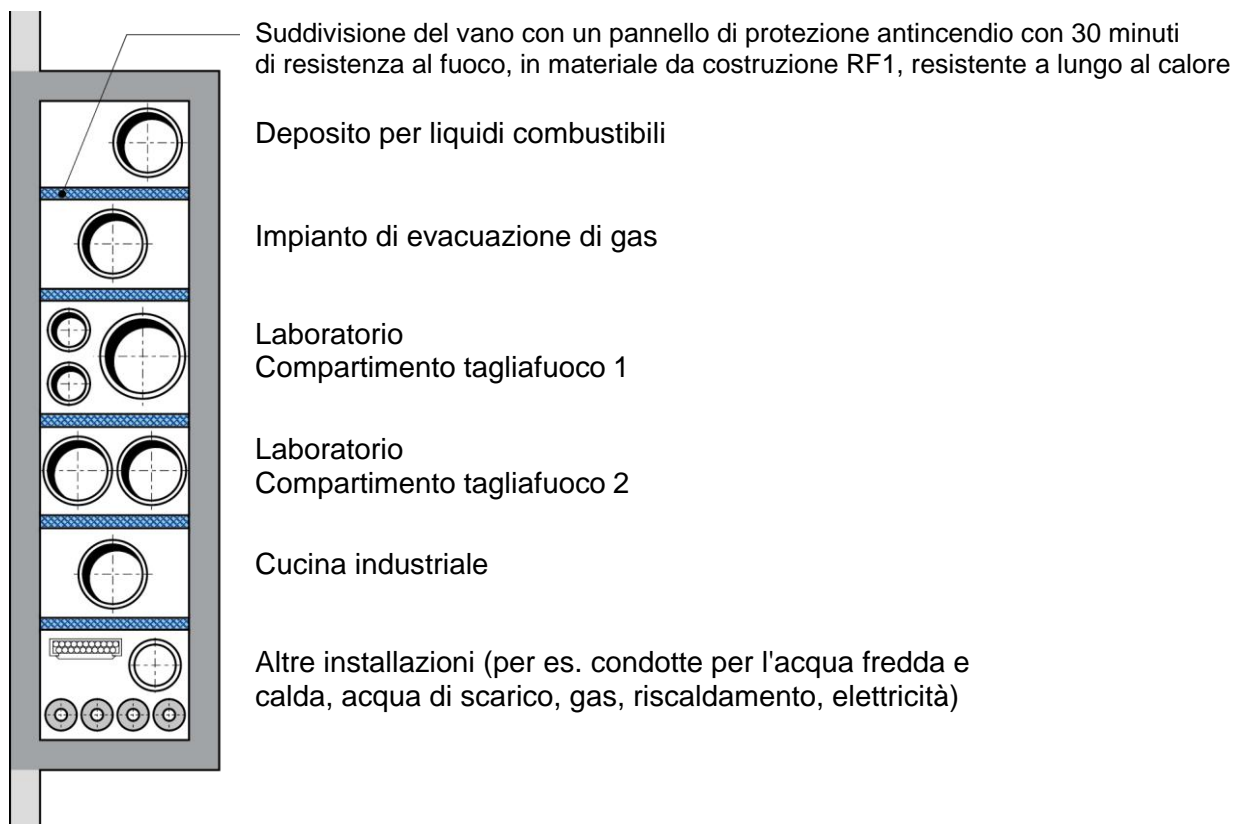 Suddivisione del vano con un pannello di protezione antincendio con 30 minuti
di resistenza al fuoco, in materiale da costruzione RF1, resistente a lungo al calore
Deposito per liquidi combustibili
Impianto di evacuazione di gas
Laboratorio
Compartimento tagliafuoco 1
Laboratorio
Compartimento tagliafuoco 2
Cucina industriale
Altre installazioni (per es. condotte per l'acqua fredda e
calda, acqua di scarico, gas, riscaldamento, elettricità)